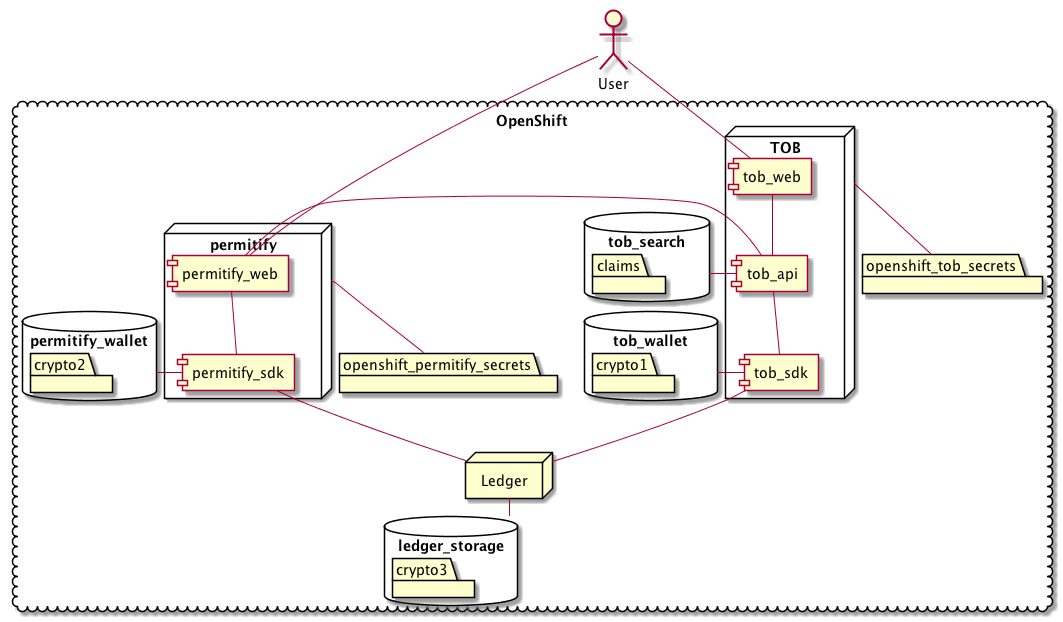 User
OpenShift
TOB
tob_web
permitify
tob_search
claims
openshift_tob_secrets
permitify_web
tob_api
permitify_wallet
crypto2
permitify_sdk
openshift_permitify_secrets
tob_wallet
crypto1
tob_sdk
Ledger
ledger_storage
crypto3